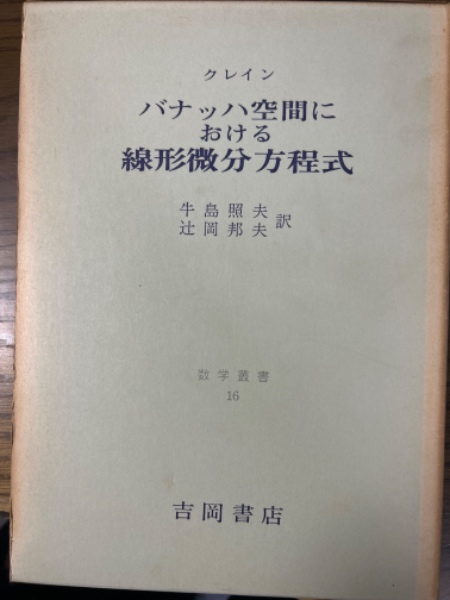 クレイン
バナッハ空間に
おける
線形微分方程式
牛島照夫
辻岡邦夫 訳
数学叢書
16
吉岡書店